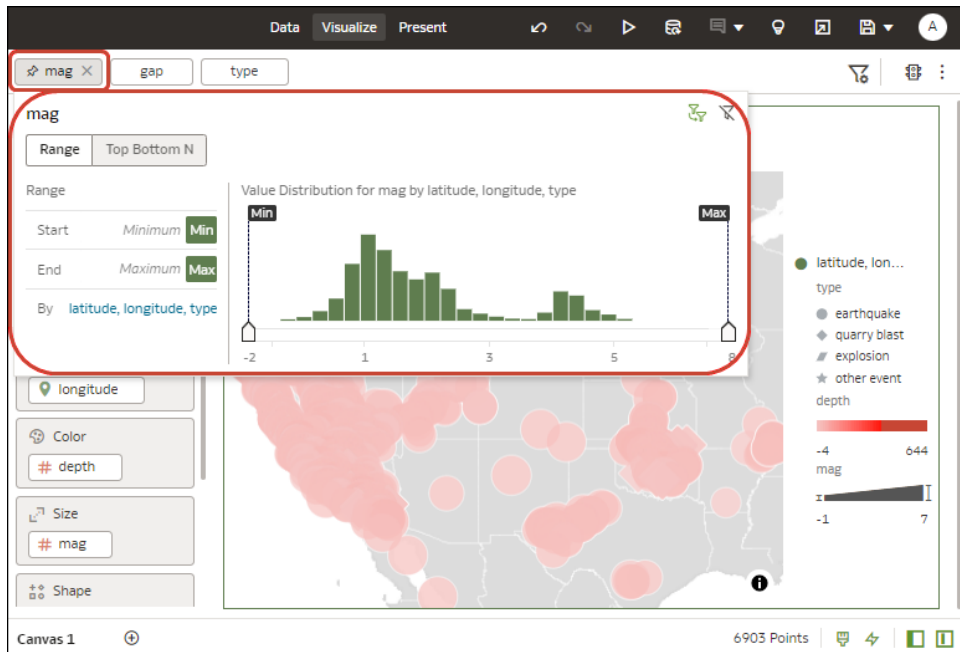 Data Visualize Present A
mag gap type
mag
Range Top Bottom N
Range
Start Minimum Min
End Maximum Max
By latitude, longitude, type
Value Distribution for mag by latitude, longitude, type
Min Max
-2 1 3 5 8
latitude, lon...
type
earthquake
quarry blast
explosion
other event
depth
-4 644
mag
-1 7
longitude
Color
# depth
Size
# mag
Shape
Canvas 1
6903 Points